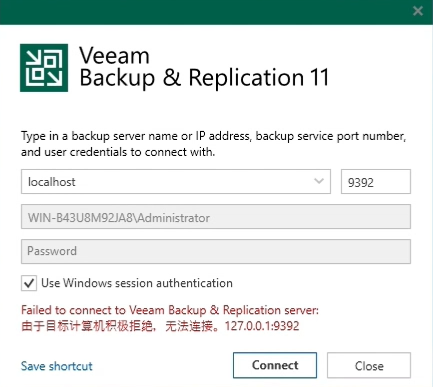 Veeam
Backup & Replication 11
Type in a backup server name or IP address, backup service port number,
and user credentials to connect with.
localhost 9392
WIN-B43U8M92JA8\Administrator
Password
Use Windows session authentication
Failed to connect to Veeam Backup & Replication server:
由于目标计算机积极拒绝，无法连接。127.0.0.1:9392
Save shortcut Connect Close